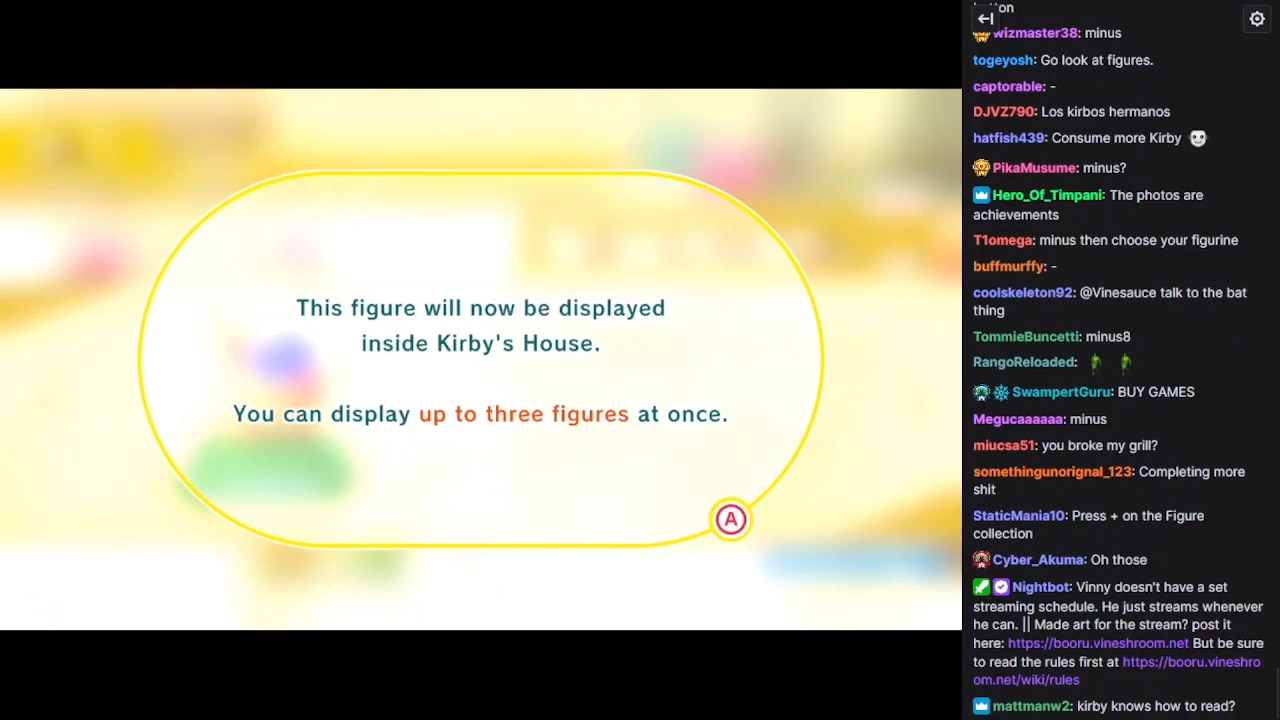 This figure will now be displayed
inside Kirby's House.
You can display up to three figures at once.
A
wizmaster38: minus
togeyosh: Go look at figures.
captorable: -
DJVZ790: Los kirbos hermanos
hatfish439: Consume more Kirby
PikaMusume: minus?
Hero_Of_Timpani: The photos are
achievements
T1omega: minus then choose your figurine
buffmurffy: -
coolskeleton92: @Vinesauce talk to the bat
thing
TommieBuncetti: minus8
RangoReloaded:
SwampertGuru: BUY GAMES
Megucaaaaaa: minus
miucsa51: you broke my grill?
somethingunorignal_123: Completing more
shit
StaticMania10: Press + on the Figure
collection
Cyber_Akuma: Oh those
Nightbot: Vinny doesn't have a set
streaming schedule. He just streams whenever
he can. || Made art for the stream? post it
here: https://booru.vineshroom.net But be sure
to read the rules first at https://booru.vineshro
om.net/wiki/rules
mattmanw2: kirby knows how to read?